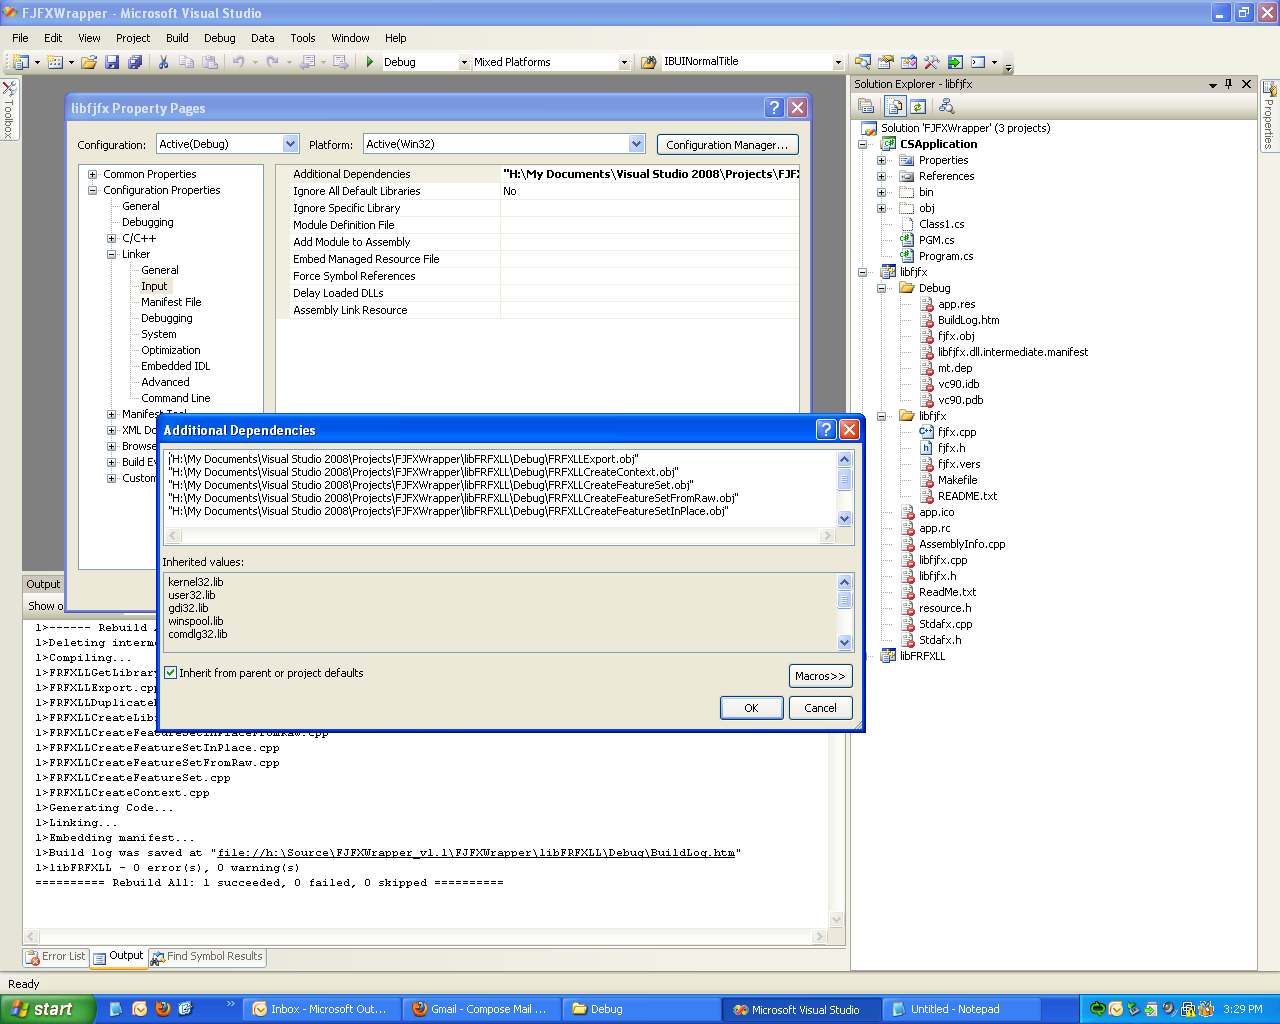 FJFXWrapper - Microsoft Visual Studio
File Edit View Project Build Debug Data Tools Window Help
Debug Mixed Platforms IBUINormalTitle
Toolbox
libfjfx Property Pages
Configuration: Active(Debug) Platform: Active(Win32) Configuration Manager...
Common Properties
Configuration Properties
General
Debugging
C/C++
Linker
General
Input
Manifest File
Debugging
System
Optimization
Embedded IDL
Advanced
Command Line
Manifest Tool
XML Do
Browse
Build Ev
Custom
Additional Dependencies "H:\My Documents\Visual Studio 2008\Projects\FJF
Ignore All Default Libraries No
Ignore Specific Library
Module Definition File
Add Module to Assembly
Embed Managed Resource File
Force Symbol References
Delay Loaded DLLs
Assembly Link Resource
Additional Dependencies
"H:\My Documents\Visual Studio 2008\Projects\FJFXWrapper\libFRFXLL\Debug\FRFXLLExport.obj"
"H:\My Documents\Visual Studio 2008\Projects\FJFXWrapper\libFRFXLL\Debug\FRFXLLCreateContext.obj"
"H:\My Documents\Visual Studio 2008\Projects\FJFXWrapper\libFRFXLL\Debug\FRFXLLCreateFeatureSet.obj"
"H:\My Documents\Visual Studio 2008\Projects\FJFXWrapper\libFRFXLL\Debug\FRFXLLCreateFeatureSetFromRaw.obj"
"H:\My Documents\Visual Studio 2008\Projects\FJFXWrapper\libFRFXLL\Debug\FRFXLLCreateFeatureSetInPlace.obj"
Inherited values:
kernel32.lib
user32.lib
gdi32.lib
winspool.lib
comdlg32.lib
Inherit from parent or project defaults
Macros>>
OK Cancel
Output
Show o
1>------ Rebuild
1>Deleting interm
1>Compiling...
1>FRFXLLGetLibrary
1>FRFXLLExport.cpp
1>FRFXLLDuplicate
1>FRFXLLCreateLib
1>FRFXLLCreateFeatureSetInPlaceFromRaw.cpp
1>FRFXLLCreateFeatureSetInPlace.cpp
1>FRFXLLCreateFeatureSetFromRaw.cpp
1>FRFXLLCreateFeatureSet.cpp
1>FRFXLLCreateContext.cpp
1>Generating Code...
1>Linking...
1>Embedding manifest...
1>Build log was saved at "file://h:\Source\FJFXWrapper_v1.1\FJFXWrapper\libFRFXLL\Debug\BuildLog.htm"
1>libFRFXLL - 0 error(s), 0 warning(s)
========== Rebuild All: 1 succeeded, 0 failed, 0 skipped ==========
Error List Output Find Symbol Results
Solution Explorer - libfjfx
Solution 'FJFXWrapper' (3 projects)
CSApplication
Properties
References
bin
obj
Class1.cs
PGM.cs
Program.cs
libfjfx
Debug
app.res
BuildLog.htm
fjfx.obj
libfjfx.dll.intermediate.manifest
mt.dep
vc90.idb
vc90.pdb
libfjfx
fjfx.cpp
fjfx.h
fjfx.vers
Makefile
README.txt
app.ico
app.rc
AssemblyInfo.cpp
libfjfx.cpp
libfjfx.h
ReadMe.txt
resource.h
Stdafx.cpp
Stdafx.h
libFRFXLL
Properties
Ready
start Inbox - Microsoft Out... Gmail - Compose Mail ... Debug Microsoft Visual Studio Untitled - Notepad 3:29 PM